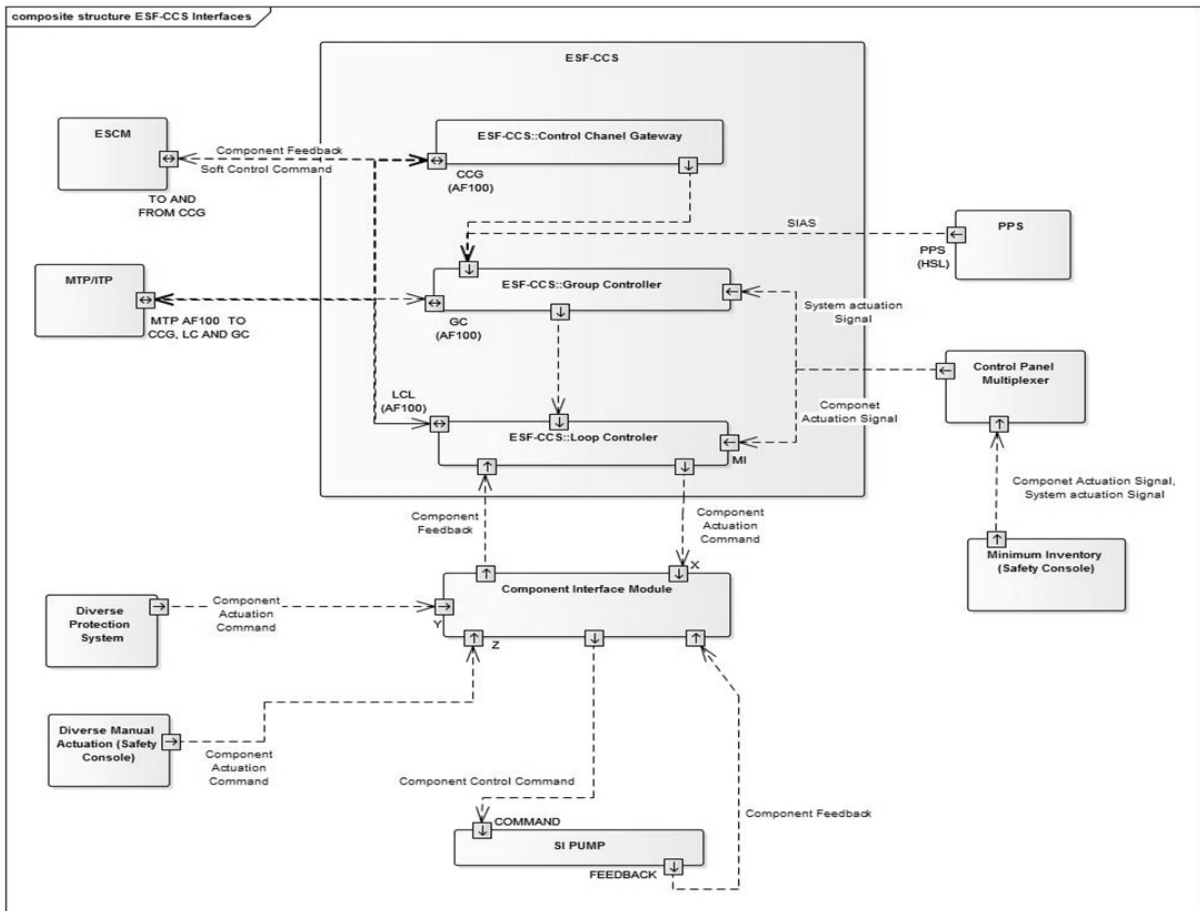 composite structure ESF-CCS Interfaces
ESF-CCS
ESCM
Component Feedback
Soft Control Command
TO AND
FROM CCG
ESF-CCS::Control Chanel Gateway
CCG
(AF100)
SIAS
PPS
PPS
(HSL)
MTP/ITP
MTP AF100 TO
CCG, LC AND GC
ESF-CCS::Group Controller
GC
(AF100)
System actuation
Signal
Control Panel
Multiplexer
LCL
(AF100)
Componet
Actuation Signal
ESF-CCS::Loop Controler
MI
Componet Actuation Signal,
System actuation Signal
Component
Feedback
Component
Actuation
Command
Minimum Inventory
(Safety Console)
X
Component Interface Module
Y
Z
Diverse
Protection
System
Component
Actuation
Command
Diverse Manual
Actuation (Safety
Console)
Component
Actuation
Command
Component Control Command
Component Feedback
COMMAND
SI PUMP
FEEDBACK